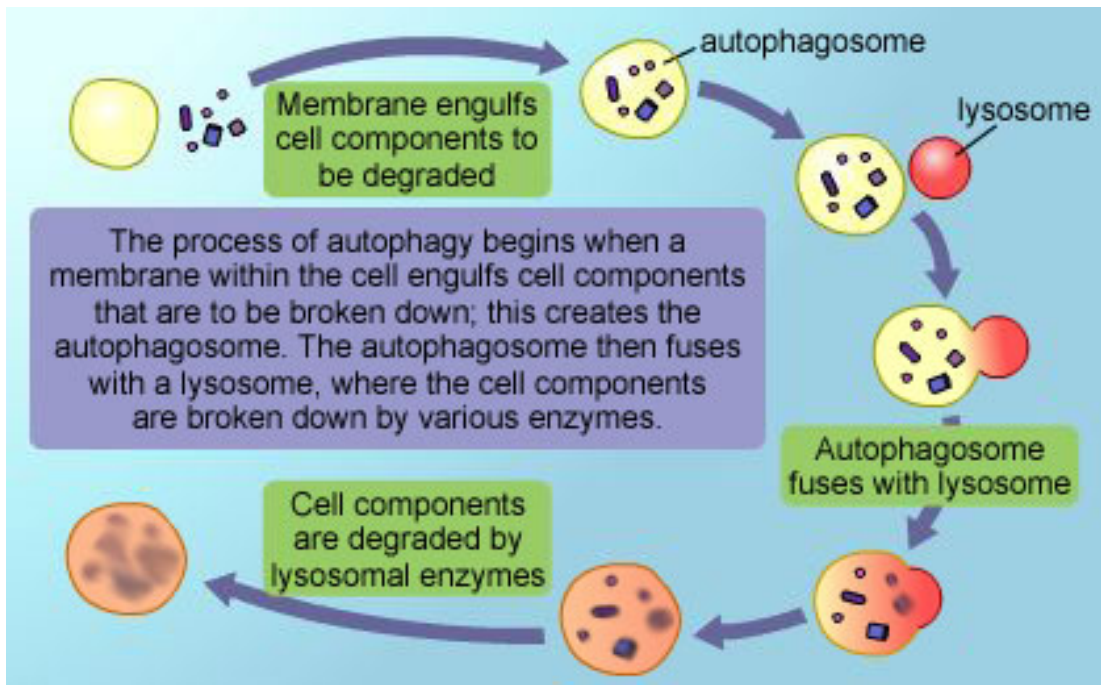 autophagosome
Membrane engulfs
cell components to
be degraded
lysosome
The process of autophagy begins when a
membrane within the cell engulfs cell components
that are to be broken down; this creates the
autophagosome. The autophagosome then fuses
with a lysosome, where the cell components
are broken down by various enzymes.
Autophagosome
fuses with lysosome
Cell components
are degraded by
lysosomal enzymes